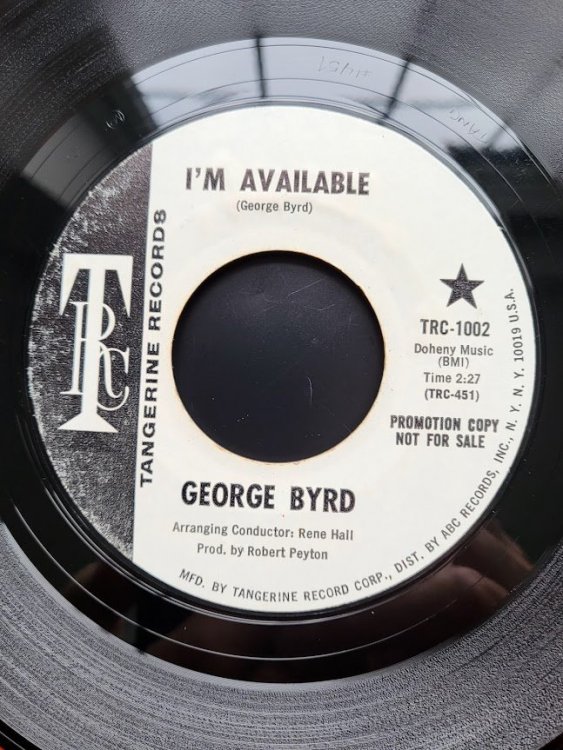 I'M AVAILABLE
(George Byrd)
TANGERINE RECORDS
TRC
TRC-1002
Doheny Music
(BMI)
Time 2:27
(TRC-451)
PROMOTION COPY
NOT FOR SALE
GEORGE BYRD
Arranging Conductor: Rene Hall
Prod. by Robert Peyton
MFD. BY TANGERINE RECORD CORP., DIST. BY ABC RECORDS, INC., N. Y. N. Y. 10019 U.S.A.